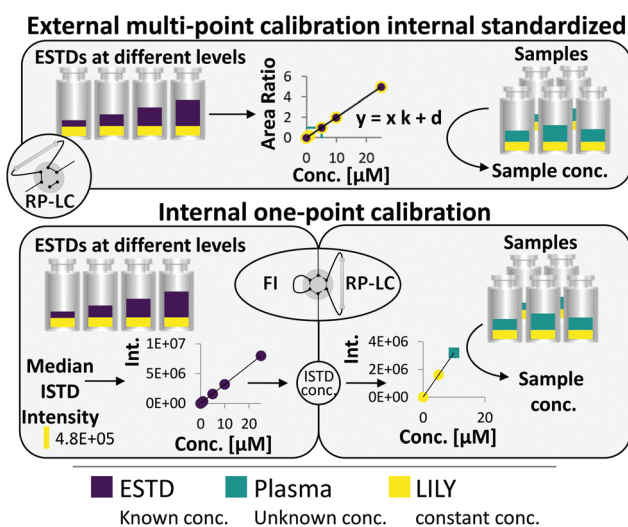 External multi-point calibration internal standardized
ESTDs at different levels
Samples
Area Ratio
6
4
2
0
0
10
20
Conc. [µM]
y = x k + d
Sample conc.
RP-LC
Internal one-point calibration
ESTDs at different levels
Samples
FI
RP-LC
Median
ISTD
Intensity
4.8E+05
Int.
1E+07
5E+06
0E+00
0
10
20
Conc. [µM]
ISTD
conc.
Int.
4E+06
2E+06
0E+00
0
20
Conc. [µM]
Sample
conc.
ESTD
Plasma
LILY
Known conc.
Unknown conc.
constant conc.